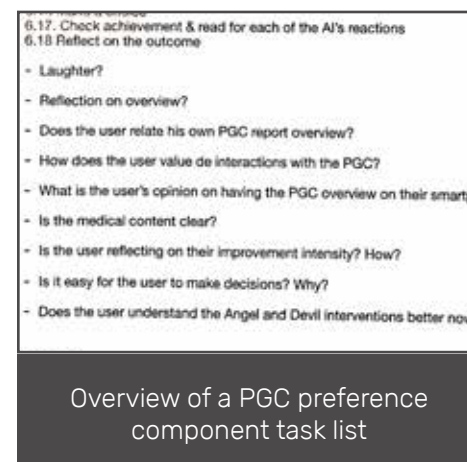 6.17. Check achievement & read for each of the AI's reactions
6.18 Reflect on the outcome
- Laughter?
- Reflection on overview?
- Does the user relate his own PGC report overview?
- How does the user value de interactions with the PGC?
- What is the user's opinion on having the PGC overview on their
- Is the medical content clear?
- Is the user reflecting on their improvement intensity? How?
- Is it easy for the user to make decisions? Why?
- Does the user understand the Angel and Devil interventions better
Overview of a PGC preference
component task list